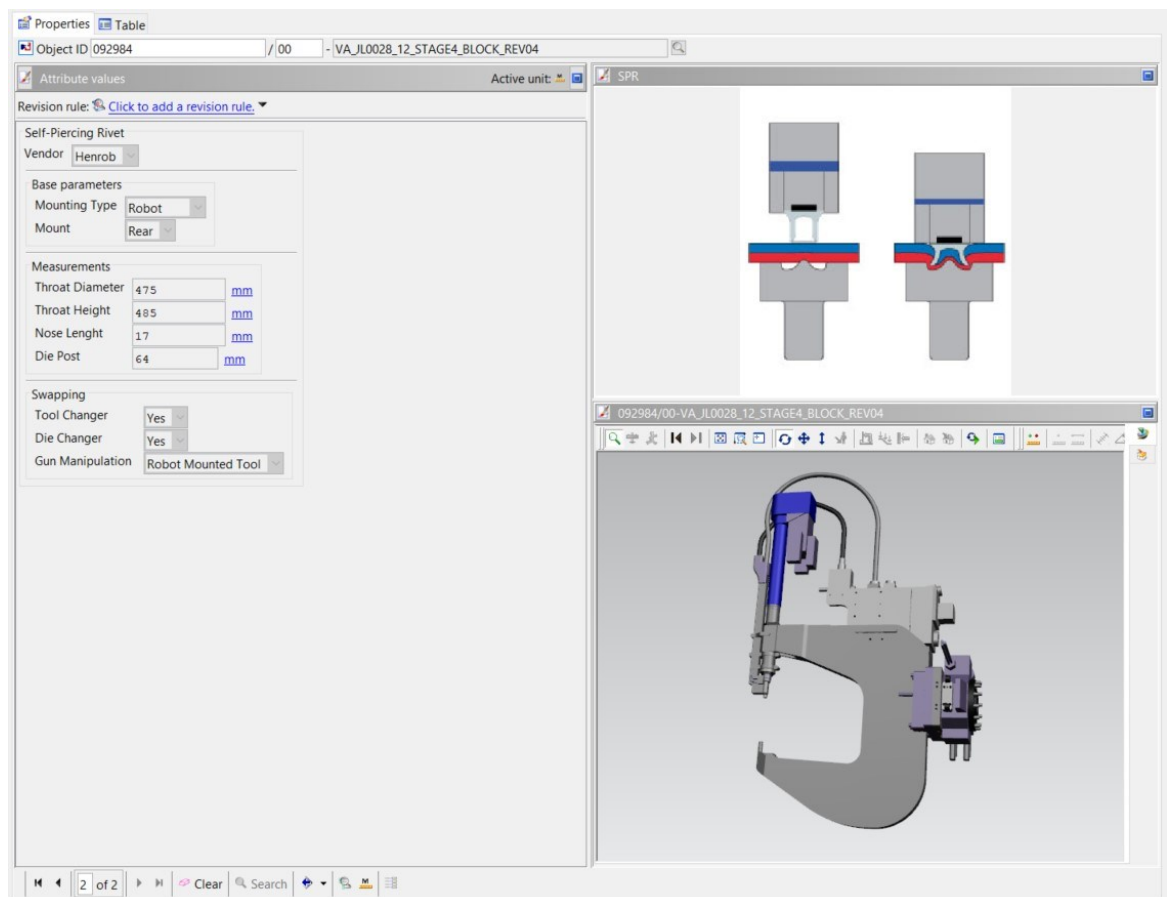 Properties Table
Object ID 092984 / 00 - VA_JL0028_12_STAGE4_BLOCK_REV04
Attribute values Active unit:
Revision rule: Click to add a revision rule.
Self-Piercing Rivet
Vendor Henrob
Base parameters
Mounting Type Robot
Mount Rear
Measurements
Throat Diameter 475 mm
Throat Height 485 mm
Nose Lenght 17 mm
Die Post 64 mm
Swapping
Tool Changer Yes
Die Changer Yes
Gun Manipulation Robot Mounted Tool
SPR
092984/00-VA_JL0028_12_STAGE4_BLOCK_REV04
2 of 2 Clear Search